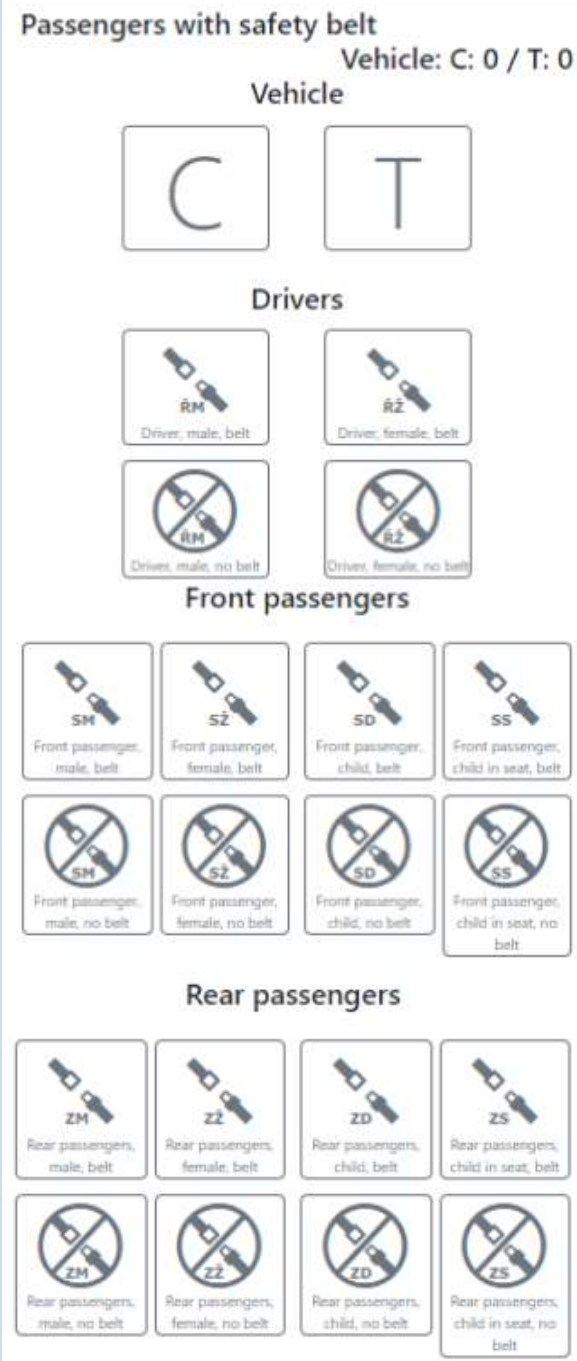 Passengers with safety belt
Vehicle: C: 0 / T: 0
Vehicle
C T
Drivers
ŘM ŘŽ
Driver, male, belt Driver, female, belt
ŘM ŘŽ
Driver, male, no belt Driver, female, no belt
Front passengers
SM SŽ SD SS
Front passenger, Front passenger, Front passenger, Front passenger,
male, belt female, belt child, belt child in seat, belt
SM SŽ SD SS
Front passenger, Front passenger, Front passenger, Front passenger,
male, no belt female, no belt child, no belt child in seat, no
belt
Rear passengers
ZM ZŽ ZD ZS
Rear passengers, Rear passengers, Rear passengers, Rear passengers,
male, belt female, belt child, belt child in seat, belt
ZM ZŽ ZD ZS
Rear passengers, Rear passengers, Rear passengers, Rear passengers,
male, no belt female, no belt child, no belt child in seat, no
belt